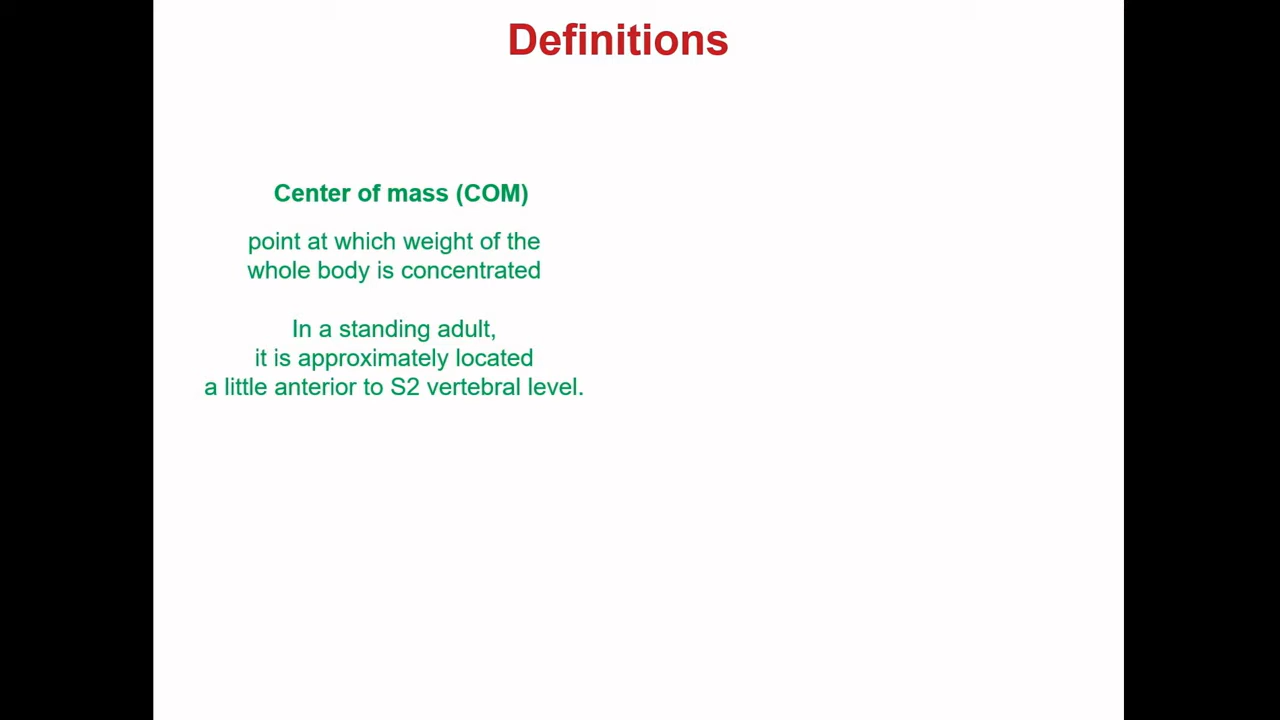 Definitions
Center of mass (COM)
point at which weight of the
whole body is concentrated
In a standing adult,
it is approximately located
a little anterior to S2 vertebral level.